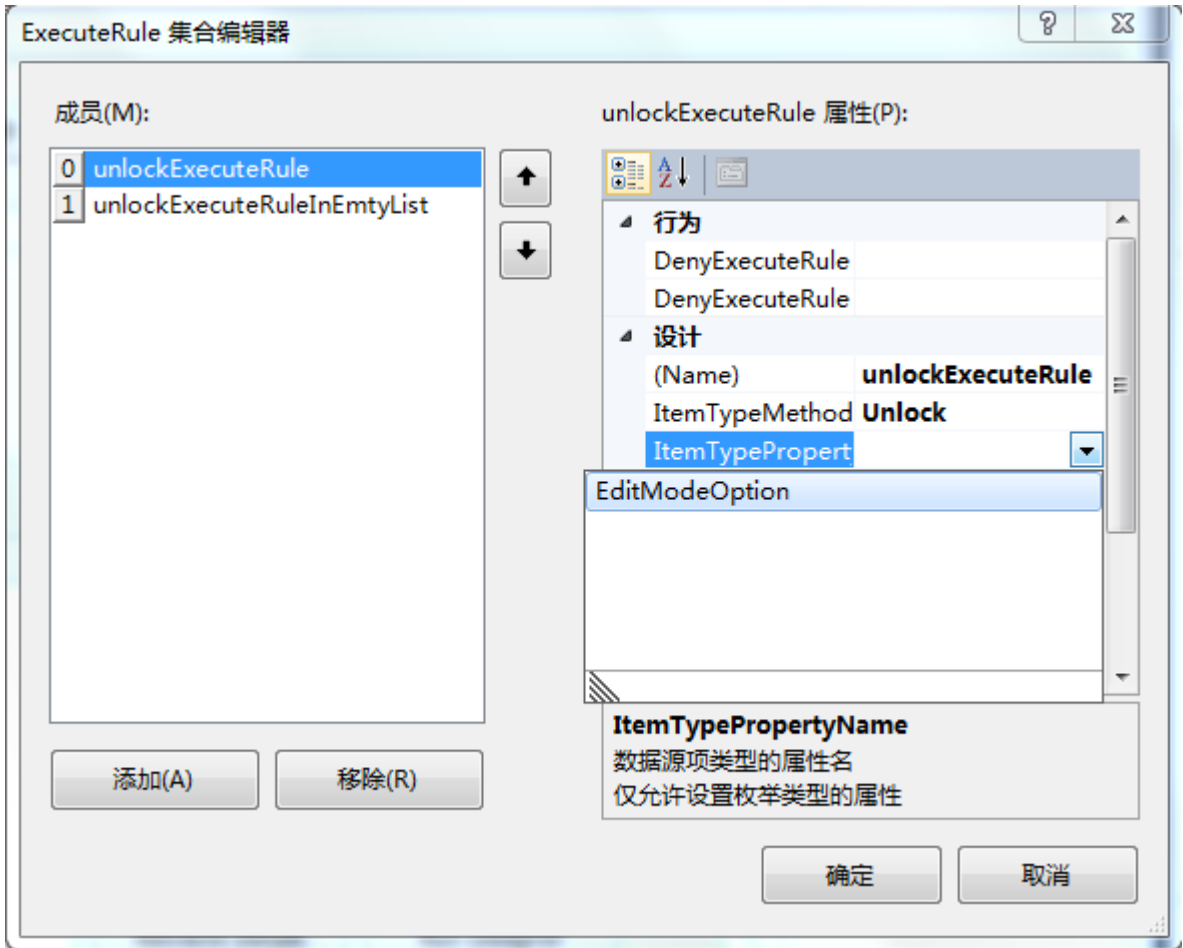 ExecuteRule 集合编辑器
成员(M):
0 unlockExecuteRule
1 unlockExecuteRuleInEmtyList
添加(A)
移除(R)
unlockExecuteRule 属性(P):
行为
DenyExecuteRule
DenyExecuteRule
设计
(Name) unlockExecuteRule
ItemTypeMethod Unlock
ItemTypePropert
EditModeOption
ItemTypePropertyName
数据源项类型的属性名
仅允许设置枚举类型的属性
确定
取消